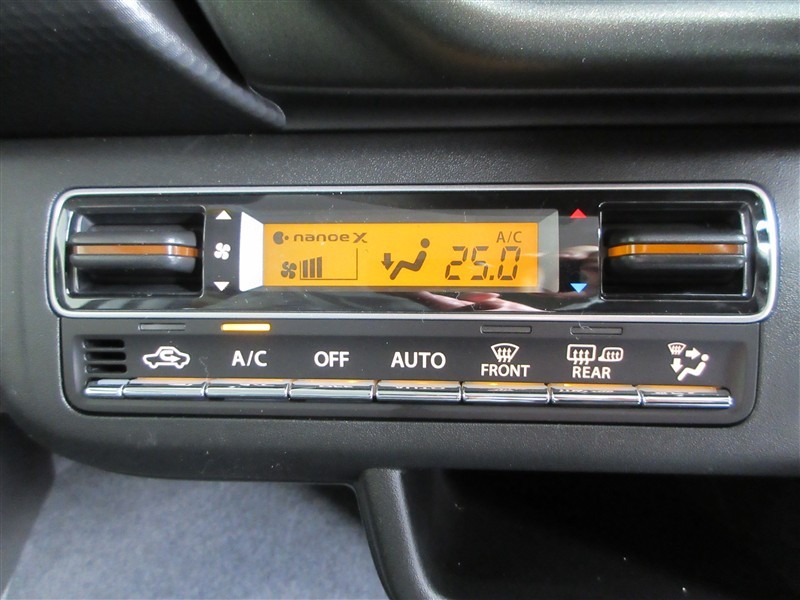 nanoe X
A/C
25.0
A/C OFF AUTO FRONT REAR